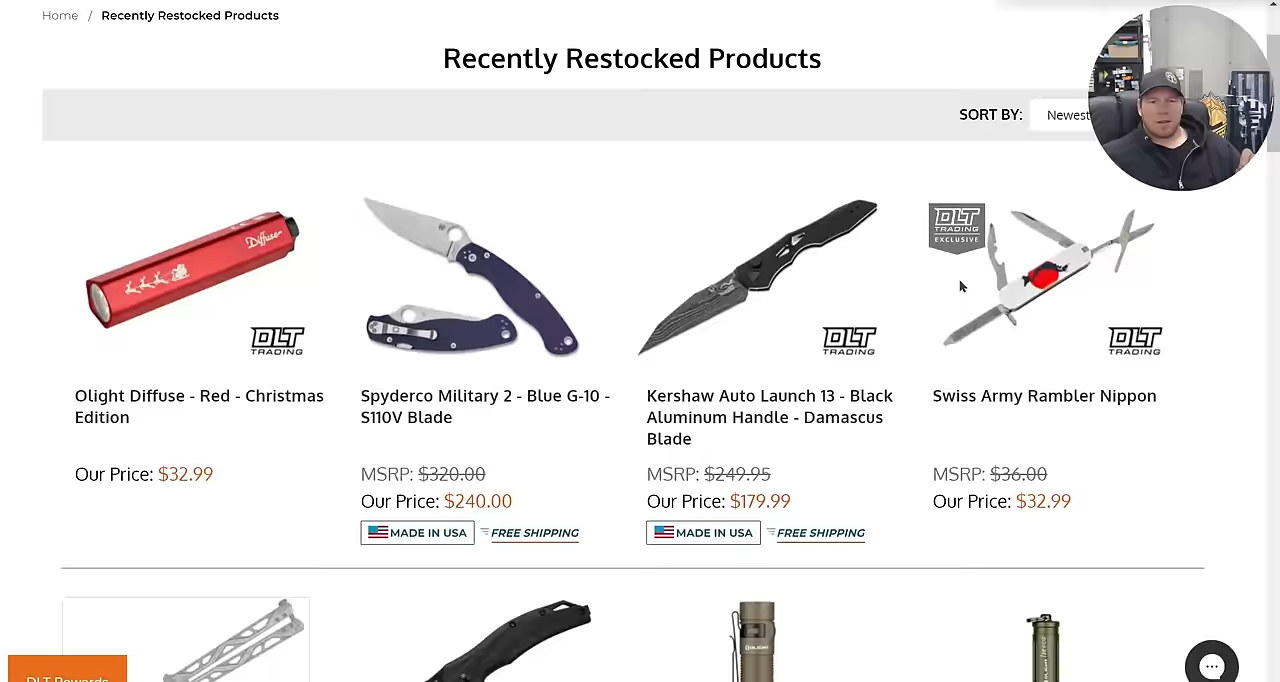 Home / Recently Restocked Products
Recently Restocked Products
SORT BY: Newest
Diffuse
DLT
TRADING
DLT
TRADING
DLT
TRADING
EXCLUSIVE
DLT
TRADING
Olight Diffuse - Red - Christmas
Edition
Our Price: $32.99
Spyderco Military 2 - Blue G-10 -
S110V Blade
MSRP: $320.00
Our Price: $240.00
MADE IN USA FREE SHIPPING
Kershaw Auto Launch 13 - Black
Aluminum Handle - Damascus
Blade
MSRP: $249.95
Our Price: $179.99
MADE IN USA FREE SHIPPING
Swiss Army Rambler Nippon
MSRP: $36.00
Our Price: $32.99
OLIGHT
DLT Rewards